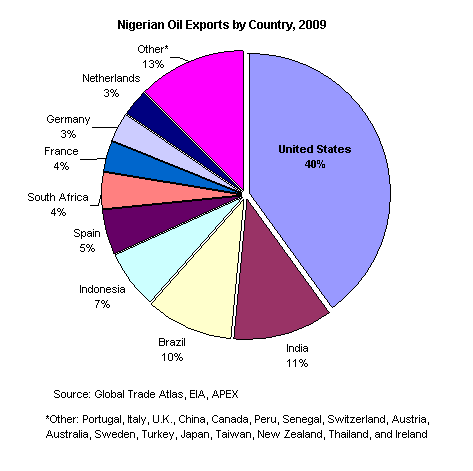 Nigerian Oil Exports by Country, 2009
Other*
13%
Netherlands
3%
Germany
3%
France
4%
South Africa
4%
Spain
5%
Indonesia
7%
Brazil
10%
India
11%
United States
40%
Source: Global Trade Atlas, EIA, APEX
*Other: Portugal, Italy, U.K., China, Canada, Peru, Senegal, Switzerland, Austria,
Australia, Sweden, Turkey, Japan, Taiwan, New Zealand, Thailand, and Ireland